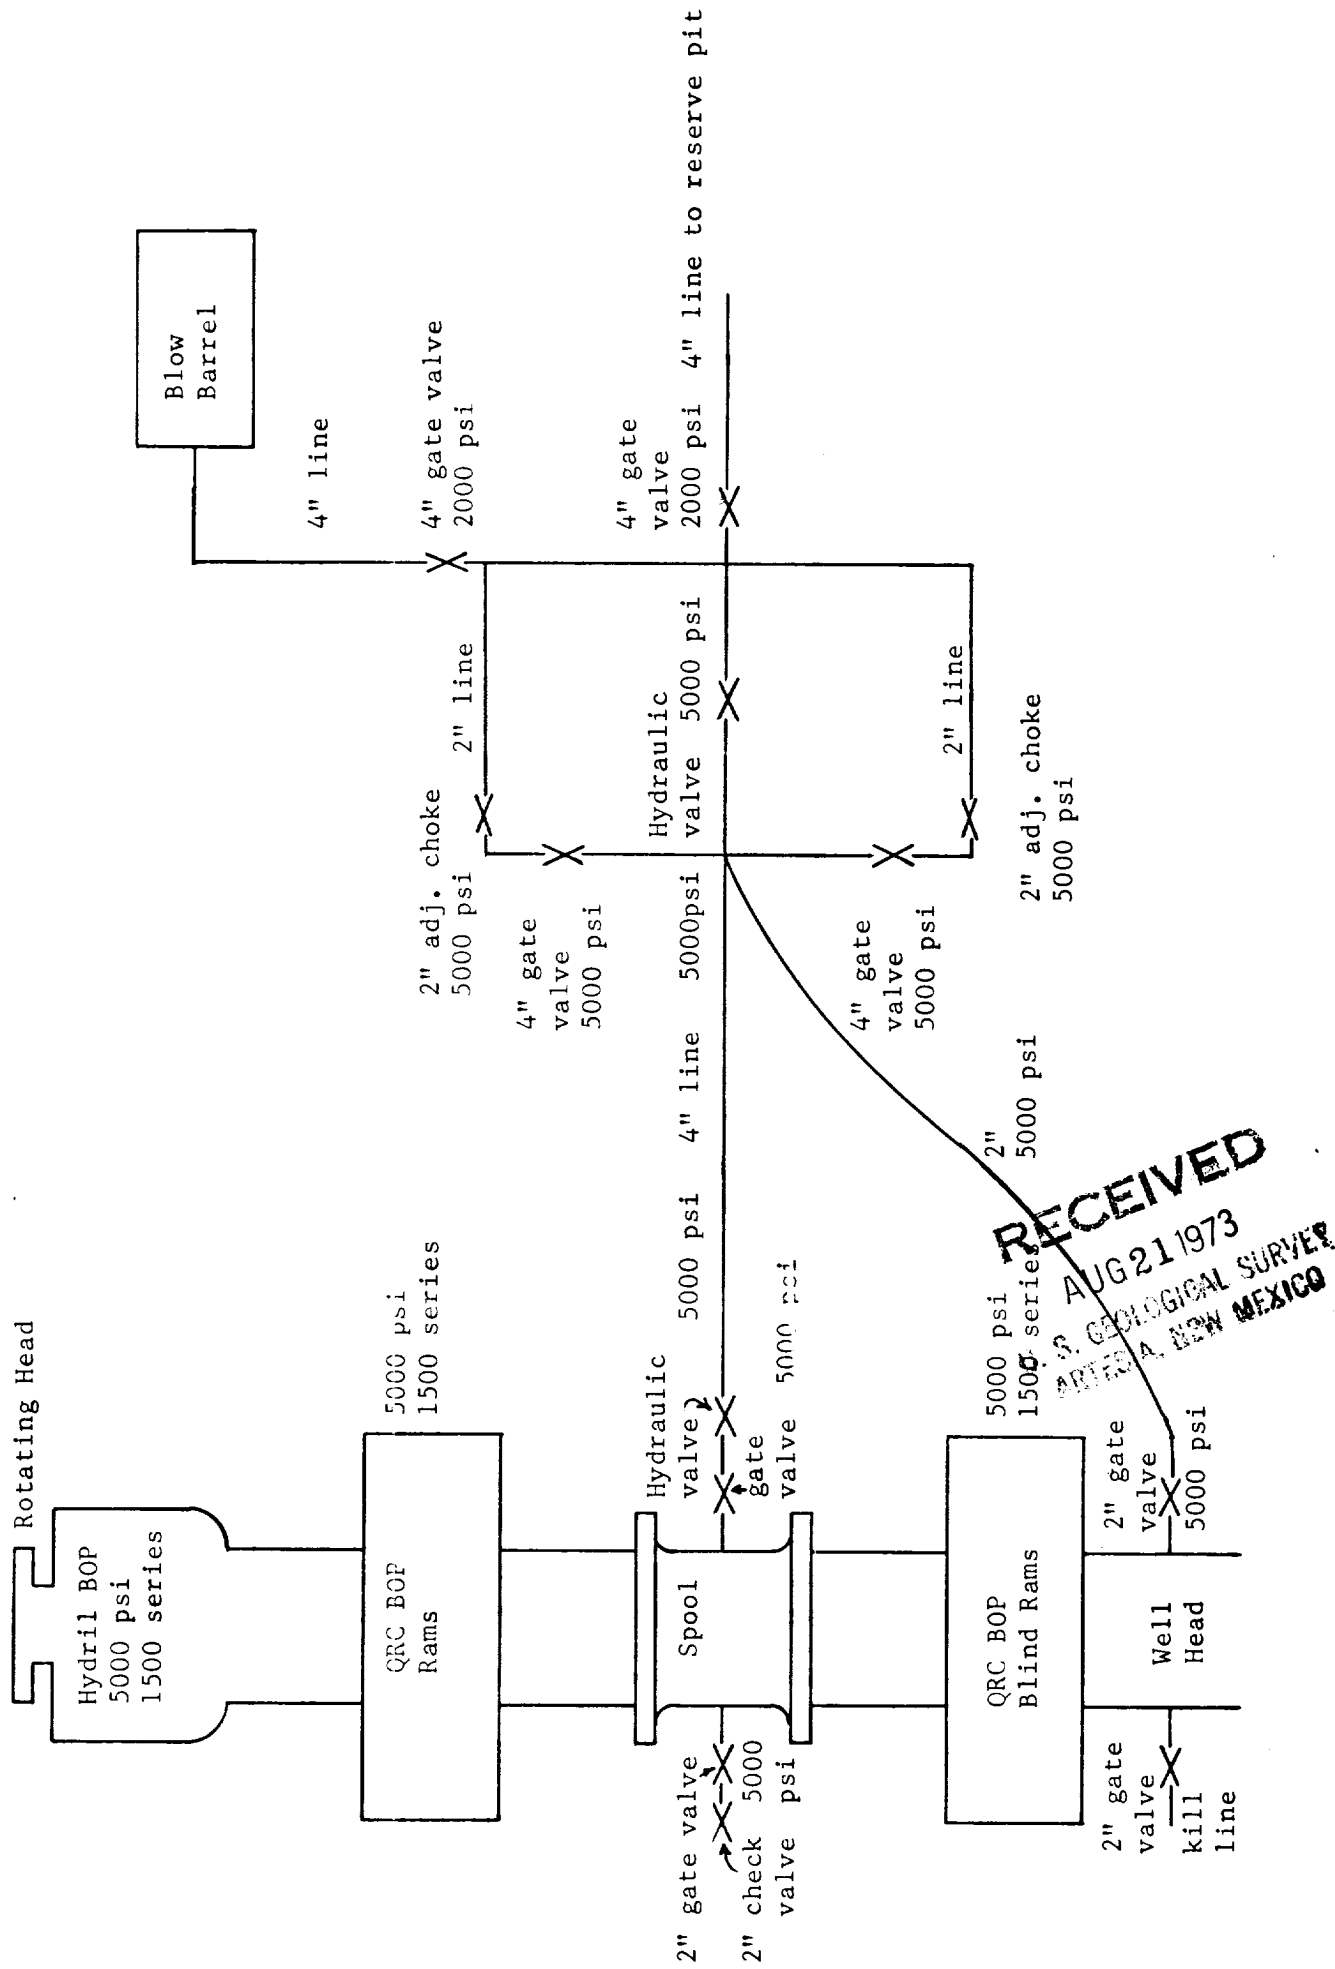 Rotating Head
Hydril BOP
5000 psi
1500 series
QRC BOP
Rams
5000 psi
1500 series
Spool
2" gate valve
2" check 5000
valve psi
Hydraulic
valve
gate
valve 5000 psi
5000 psi 4" line 5000psi
QRC BOP
Blind Rams
5000 psi
1500 series
Well
Head
2" gate
valve
kill
line
2" gate
valve
5000 psi
2"
5000 psi
2" adj. choke
5000 psi
4" gate
valve
5000 psi
2" line
Hydraulic
valve 5000 psi
4" gate
valve
5000 psi
2" adj. choke
5000 psi
2" line
Blow
Barrel
4" line
4" gate valve
2000 psi
4" gate
valve
2000 psi
4" line to reserve pit
RECEIVED
AUG 21 1973
S. GEOLOGICAL SURVEY
ARTESIA, NEW MEXICO